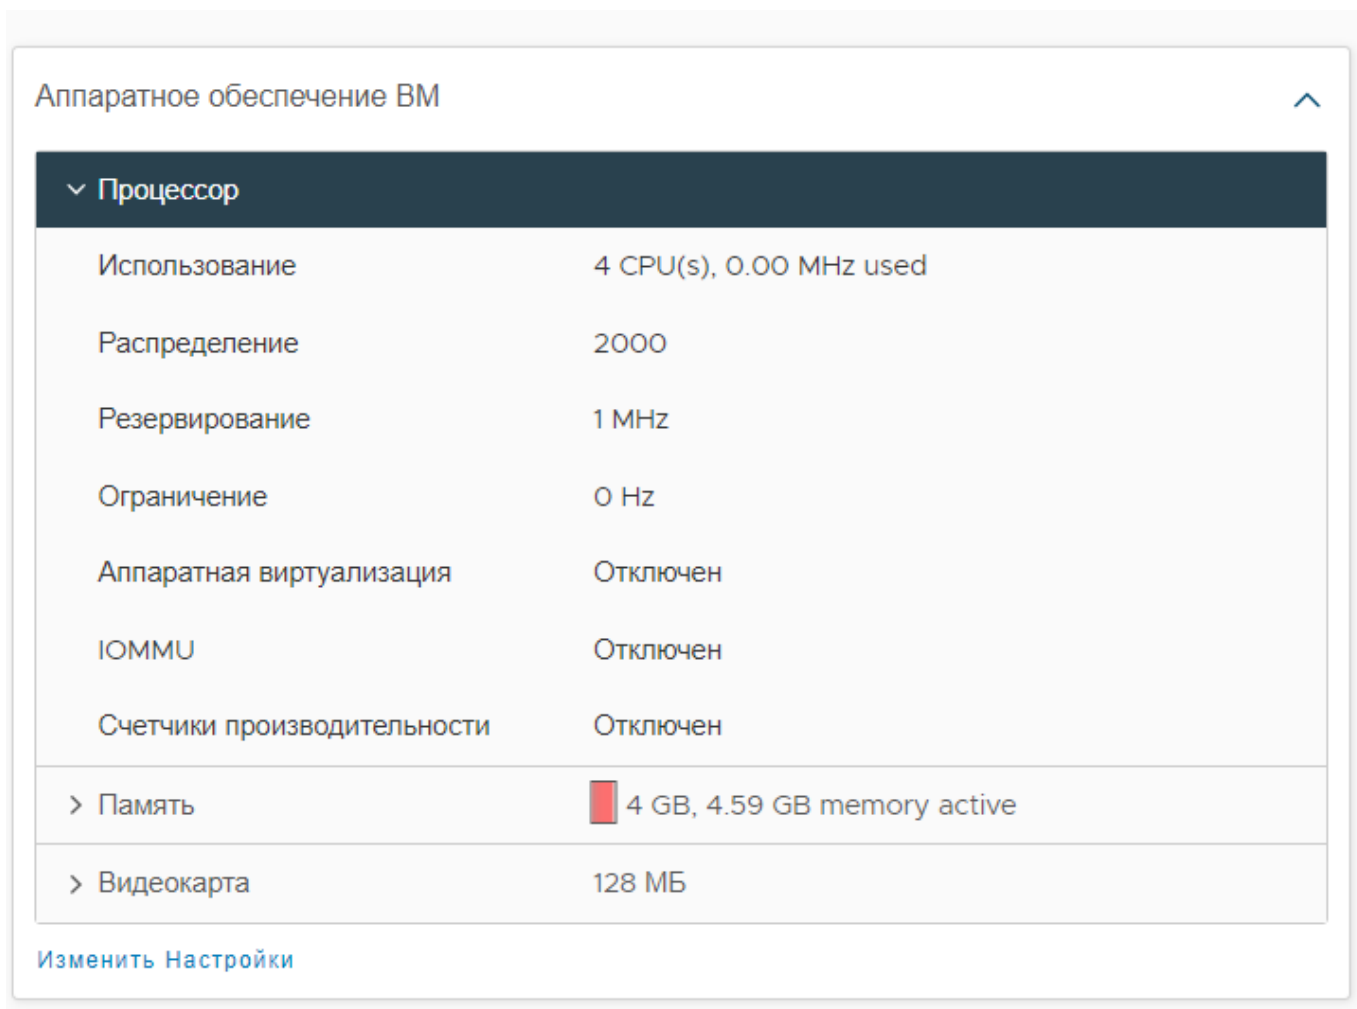 Аппаратное обеспечение ВМ
Процессор
Использование 4 CPU(s), 0.00 MHz used
Распределение 2000
Резервирование 1 MHz
Ограничение 0 Hz
Аппаратная виртуализация Отключен
IOMMU Отключен
Счетчики производительности Отключен
Память 4 GB, 4.59 GB memory active
Видеокарта 128 МБ
Изменить Настройки